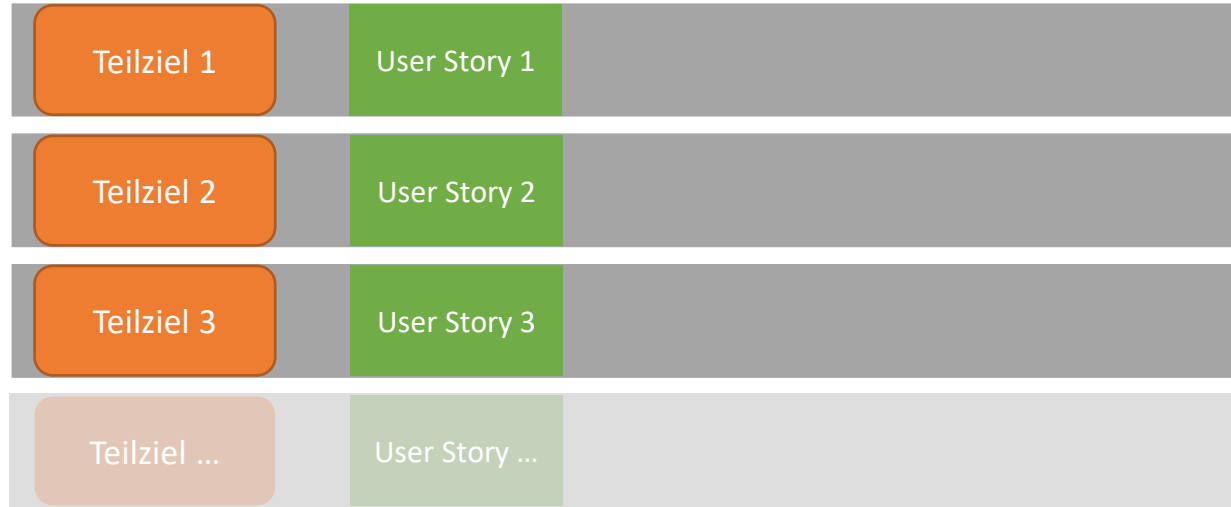 Teilziel 1
User Story 1
Teilziel 2
User Story 2
Teilziel 3
User Story 3
Teilziel ...
User Story ...